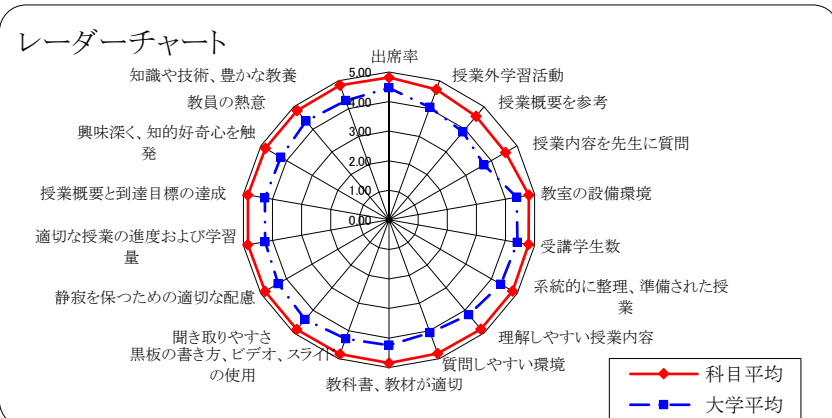 レーダーチャート
出席率
授業外学習活動
授業概要を参考
授業内容を先生に質問
教室の設備環境
受講学生数
系統的に整理、準備された授
業
理解しやすい授業内容
質問しやすい環境
教科書、教材が適切
黒板の書き方、ビデオ、スライド
の使用
聞き取りやすさ
静寂を保つための適切な配慮
適切な授業の進度および学習
量
授業概要と到達目標の達成
興味深く、知的好奇心を触
発
教員の熱意
知識や技術、豊かな教養
5.00
4.00
3.00
2.00
1.00
0.00
科目平均
大学平均